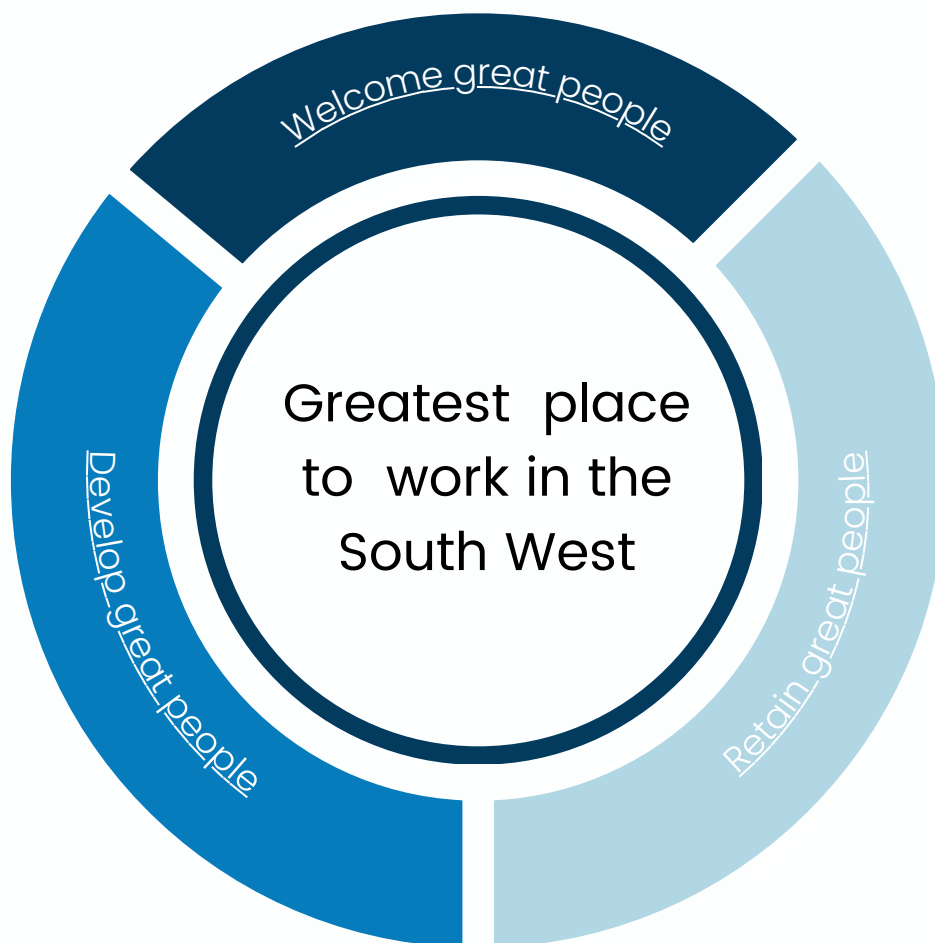 Welcome great people
Greatest place
to work in the
South West
Develop great people
Retain great people